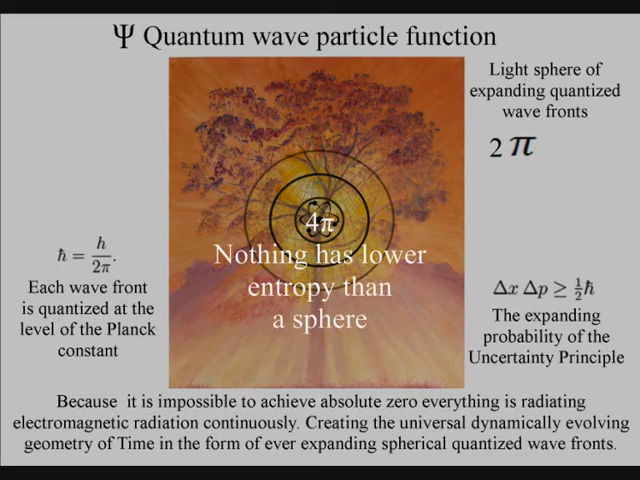 Ψ Quantum wave particle function
Light sphere of
expanding quantized
wave fronts
2 π
4π
Nothing has lower
entropy than
a sphere
ħ = h/2π.
Each wave front
is quantized at the
level of the Planck
constant
Δx Δp ≥ ½ħ
The expanding
probability of the
Uncertainty Principle
Because it is impossible to achieve absolute zero everything is radiating
electromagnetic radiation continuously. Creating the universal dynamically evolving
geometry of Time in the form of ever expanding spherical quantized wave fronts.